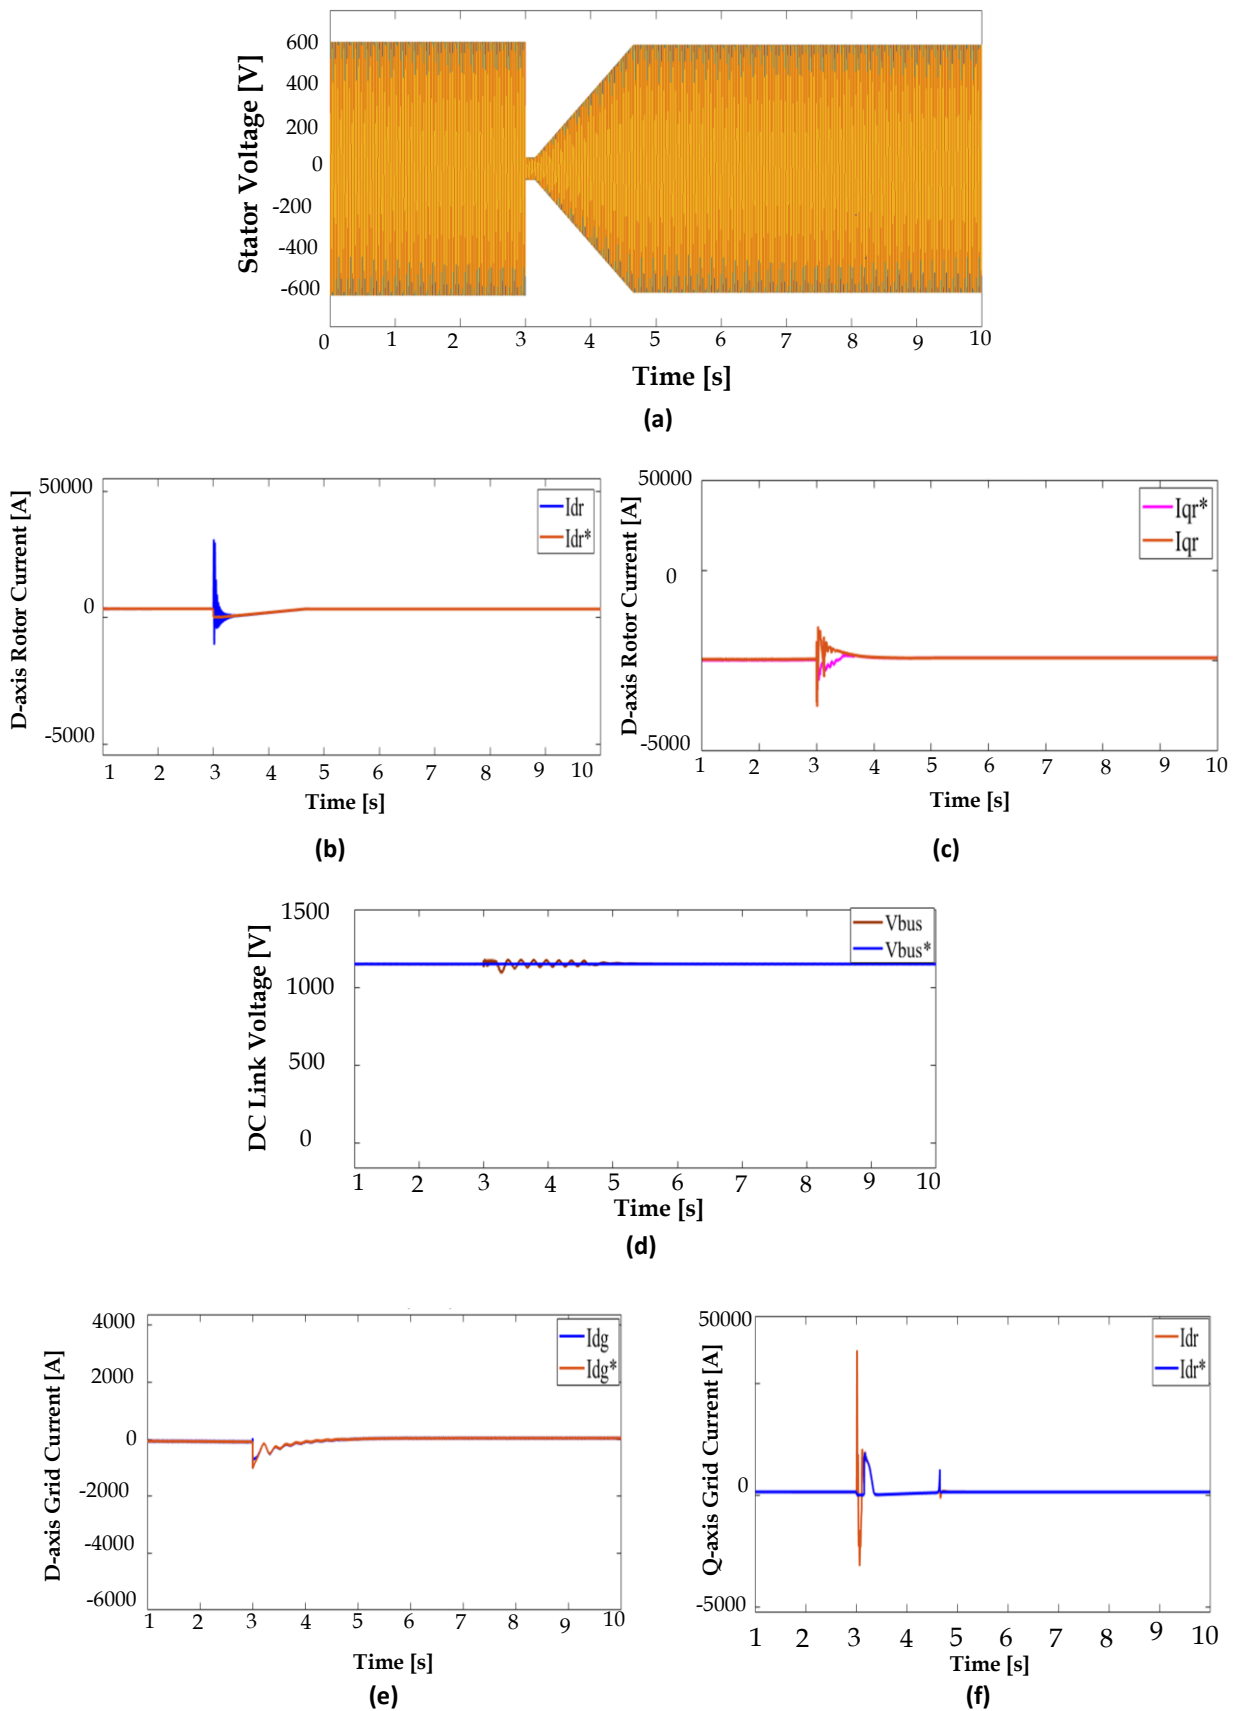 Stator Voltage [V]
600
400
200
0
-200
-400
-600
0 1 2 3 4 5 6 7 8 9 10
Time [s]
(a)
D-axis Rotor Current [A]
50000
0
-5000
Idr
Idr*
1 2 3 4 5 6 7 8 9 10
Time [s]
(b)
D-axis Rotor Current [A]
50000
0
-5000
Iqr*
Iqr
1 2 3 4 5 6 7 8 9 10
Time [s]
(c)
DC Link Voltage [V]
1500
1000
500
0
Vbus
Vbus*
1 2 3 4 5 6 7 8 9 10
Time [s]
(d)
D-axis Grid Current [A]
4000
2000
0
-2000
-4000
-6000
Idg
Idg*
1 2 3 4 5 6 7 8 9 10
Time [s]
(e)
Q-axis Grid Current [A]
50000
0
-5000
Idr
Idr*
1 2 3 4 5 6 7 8 9 10
Time [s]
(f)